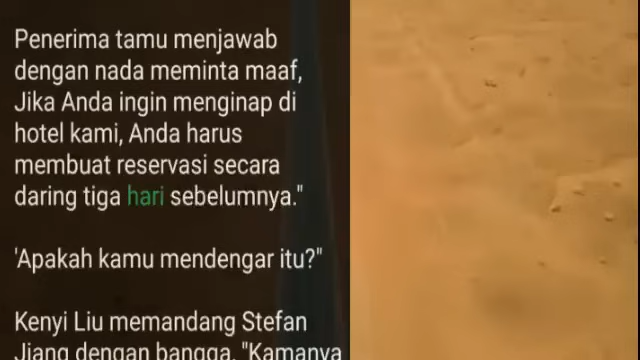 Penerima tamu menjawab
dengan nada meminta maaf,
Jika Anda ingin menginap di
hotel kami, Anda harus
membuat reservasi secara
daring tiga hari sebelumnya."
'Apakah kamu mendengar itu?"
Kenyi Liu memandang Stefan
Jiang dengan bangga. "Kamanya